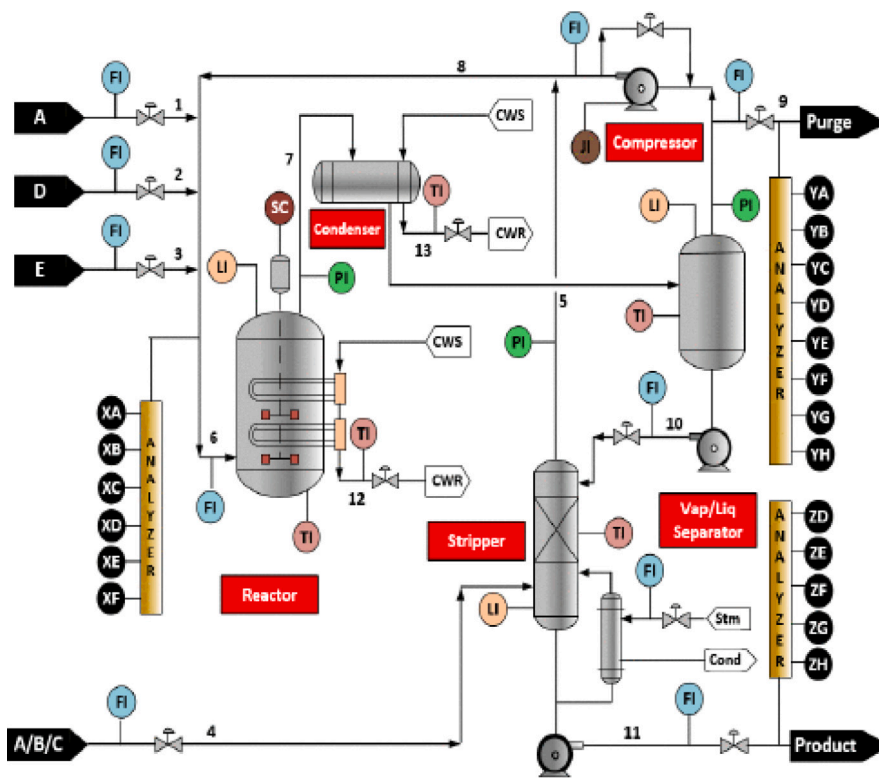 FI
8
FI
FI
9
A
1
CWS
JI
Compressor
Purge
FI
7
D
2
TI
YA
SC
LI
PI
YB
FI
Condenser
CWR
E
3
13
YC
LI
PI
5
YD
TI
ANALYZER
PI
CWS
YE
FI
YF
XA
6
TI
10
YG
XB
YH
XC
ANALYZER
FI
12
CWR
XD
TI
Stripper
TI
Vap/Liq
Separator
ZD
XE
Reactor
FI
ZE
XF
LI
Stm
ANALYZER
ZF
ZG
Cond
ZH
FI
FI
A/B/C
4
11
Product